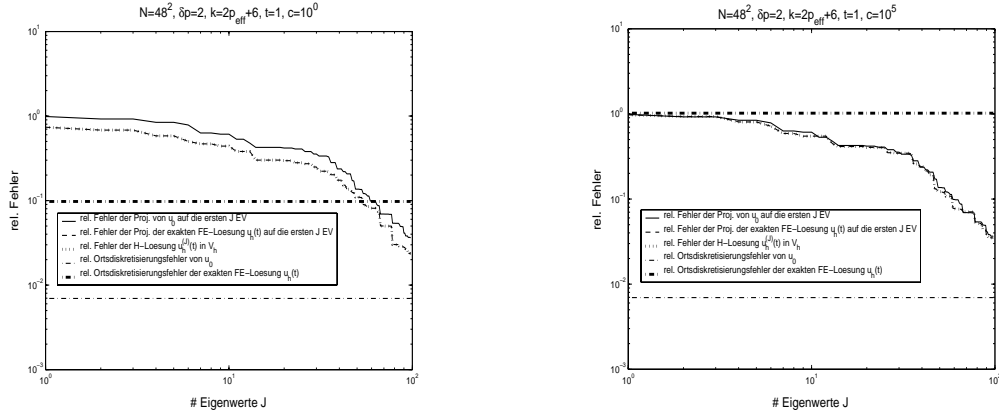 N=48², δp=2, k=2p_eff+6, t=1, c=10⁰
rel. Fehler
10¹
10⁰
10⁻¹
10⁻²
10⁻³
rel. Fehler der Proj. von u₀ auf die ersten J EV
rel. Fehler der Proj. der exakten FE−Loesung u_h(t) auf die ersten J EV
rel. Fehler der H−Loesung u_h^(J)(t) in V_h
rel. Ortsdiskretisierungsfehler von u₀
rel. Ortsdiskretisierungsfehler der exakten FE−Loesung u_h(t)
10⁰
10¹
10²
# Eigenwerte J
N=48², δp=2, k=2p_eff+6, t=1, c=10⁵
rel. Fehler
10¹
10⁰
10⁻¹
10⁻²
10⁻³
rel. Fehler der Proj. von u₀ auf die ersten J EV
rel. Fehler der Proj. der exakten FE−Loesung u_h(t) auf die ersten J EV
rel. Fehler der H−Loesung u_h^(J)(t) in V_h
rel. Ortsdiskretisierungsfehler von u₀
rel. Ortsdiskretisierungsfehler der exakten FE−Loesung u_h(t)
10⁰
10¹
10²
# Eigenwerte J